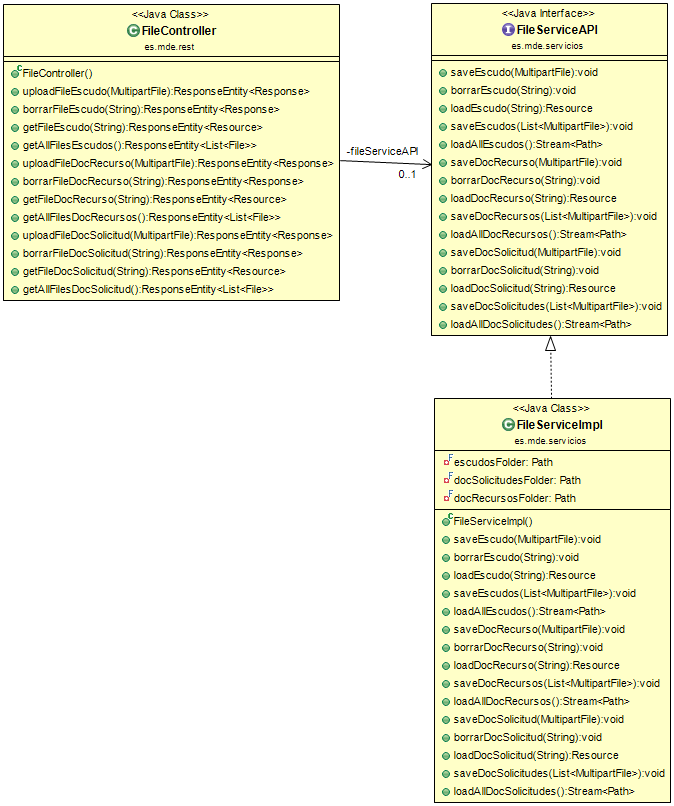 <<Java Class>>
FileController
es.mde.rest
FileController()
uploadFileEscudo(MultipartFile):ResponseEntity<Response>
borrarFileEscudo(String):ResponseEntity<Response>
getFileEscudo(String):ResponseEntity<Resource>
getAllFilesEscudos():ResponseEntity<List<File>>
uploadFileDocRecurso(MultipartFile):ResponseEntity<Response>
borrarFileDocRecurso(String):ResponseEntity<Response>
getFileDocRecurso(String):ResponseEntity<Resource>
getAllFilesDocRecursos():ResponseEntity<List<File>>
uploadFileDocSolicitud(MultipartFile):ResponseEntity<Response>
borrarFileDocSolicitud(String):ResponseEntity<Response>
getFileDocSolicitud(String):ResponseEntity<Resource>
getAllFilesDocSolicitud():ResponseEntity<List<File>>
-fileServiceAPI
0..1
<<Java Interface>>
FileServiceAPI
es.mde.servicios
saveEscudo(MultipartFile):void
borrarEscudo(String):void
loadEscudo(String):Resource
saveEscudos(List<MultipartFile>):void
loadAllEscudos():Stream<Path>
saveDocRecurso(MultipartFile):void
borrarDocRecurso(String):void
loadDocRecurso(String):Resource
saveDocRecursos(List<MultipartFile>):void
loadAllDocRecursos():Stream<Path>
saveDocSolicitud(MultipartFile):void
borrarDocSolicitud(String):void
loadDocSolicitud(String):Resource
saveDocSolicitudes(List<MultipartFile>):void
loadAllDocSolicitudes():Stream<Path>
<<Java Class>>
FileServiceImpl
es.mde.servicios
escudosFolder: Path
docSolicitudesFolder: Path
docRecursosFolder: Path
FileServiceImpl()
saveEscudo(MultipartFile):void
borrarEscudo(String):void
loadEscudo(String):Resource
saveEscudos(List<MultipartFile>):void
loadAllEscudos():Stream<Path>
saveDocRecurso(MultipartFile):void
borrarDocRecurso(String):void
loadDocRecurso(String):Resource
saveDocRecursos(List<MultipartFile>):void
loadAllDocRecursos():Stream<Path>
saveDocSolicitud(MultipartFile):void
borrarDocSolicitud(String):void
loadDocSolicitud(String):Resource
saveDocSolicitudes(List<MultipartFile>):void
loadAllDocSolicitudes():Stream<Path>